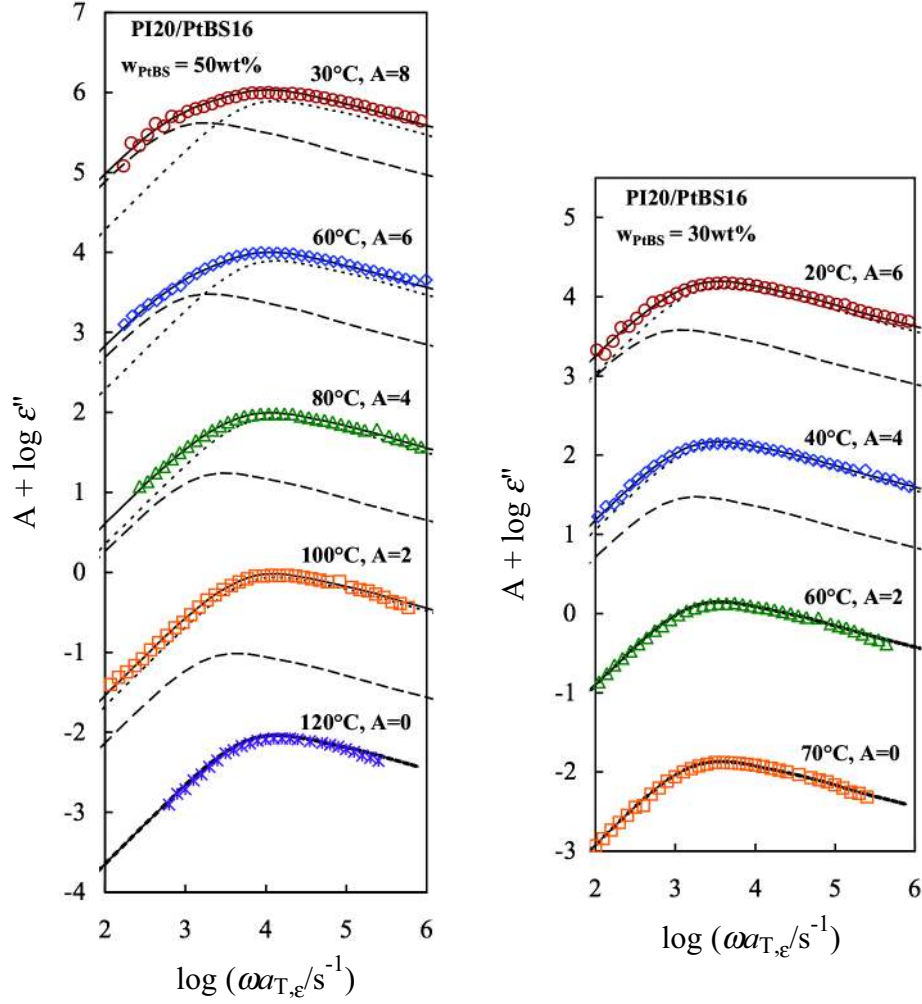 7
6
5
4
3
2
1
0
-1
-2
-3
-4
A + log ε"
PI20/PtBS16
w_PtBS = 50wt%
30°C, A=8
60°C, A=6
80°C, A=4
100°C, A=2
120°C, A=0
2 3 4 5 6
log (ωa_T,ε/s⁻¹)
5
4
3
2
1
0
-1
-2
-3
A + log ε"
PI20/PtBS16
w_PtBS = 30wt%
20°C, A=6
40°C, A=4
60°C, A=2
70°C, A=0
2 3 4 5 6
log (ωa_T,ε/s⁻¹)